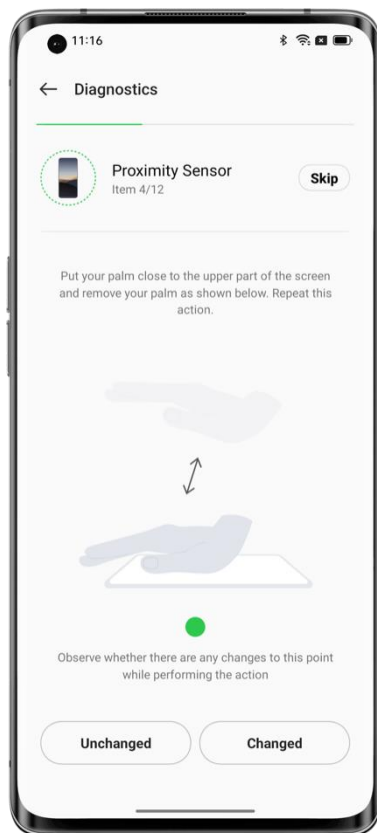 11:16
Diagnostics
Proximity Sensor
Skip
Item 4/12
Put your palm close to the upper part of the screen
and remove your palm as shown below. Repeat this
action.
Observe whether there are any changes to this point
while performing the action
Unchanged
Changed